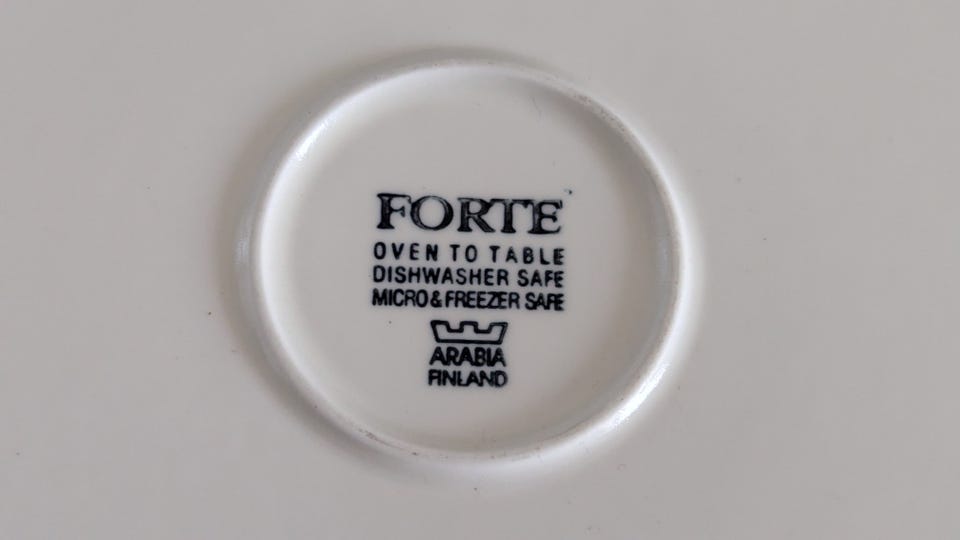 FORTE
OVEN TO TABLE
DISHWASHER SAFE
MICRO & FREEZER SAFE
ARABIA
FINLAND